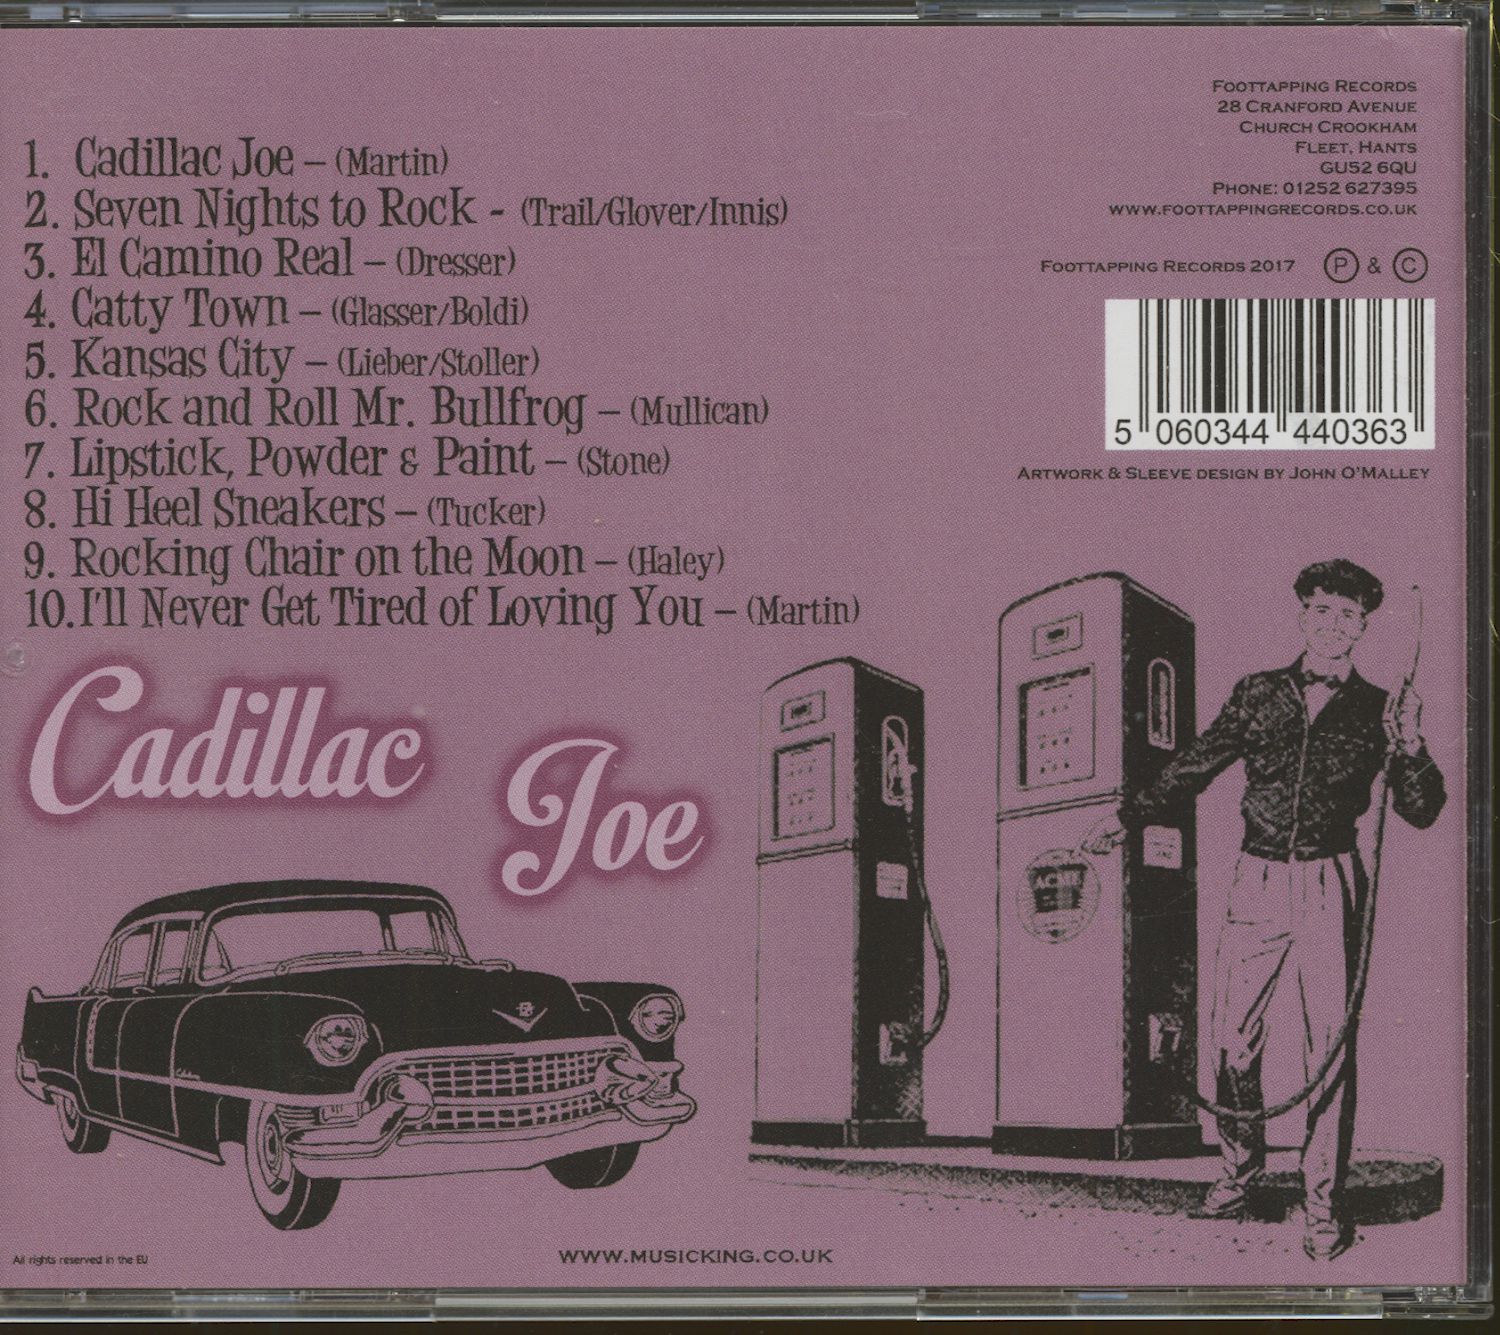 1. Cadillac Joe – (Martin)
2. Seven Nights to Rock - (Trail/Glover/Innis)
3. El Camino Real – (Dresser)
4. Catty Town – (Glasser/Boldi)
5. Kansas City – (Lieber/Stoller)
6. Rock and Roll Mr. Bullfrog – (Mullican)
7. Lipstick, Powder & Paint – (Stone)
8. Hi Heel Sneakers – (Tucker)
9. Rocking Chair on the Moon – (Haley)
10. I'll Never Get Tired of Loving You – (Martin)
Foottapping Records
28 Cranford Avenue
Church Crookham
Fleet, Hants
GU52 6QU
Phone: 01252 627395
www.foottappingrecords.co.uk
Foottapping Records 2017 Ⓟ & Ⓒ
5 060344 440363
Artwork & Sleeve design by John O'Malley
Cadillac
Joe
ACME
All rights reserved in the EU
www.musicking.co.uk